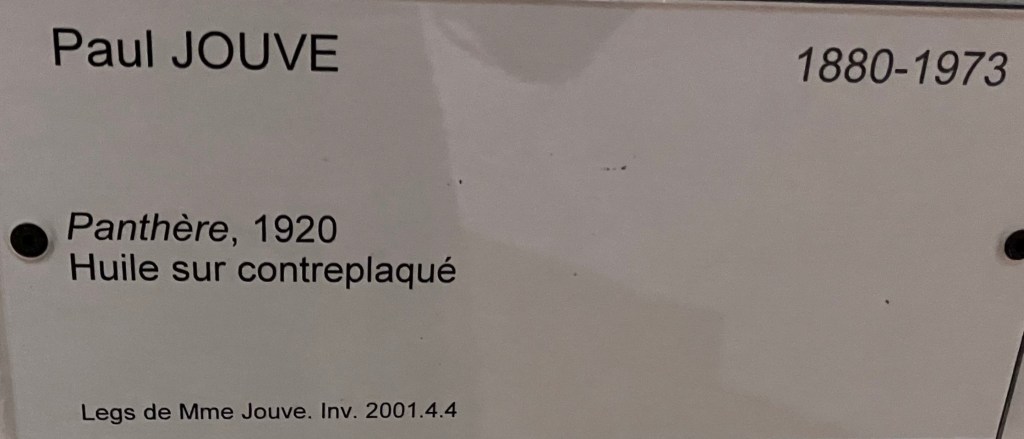 Paul JOUVE 1880-1973
Panthère, 1920
Huile sur contreplaqué
Legs de Mme Jouve. Inv. 2001.4.4